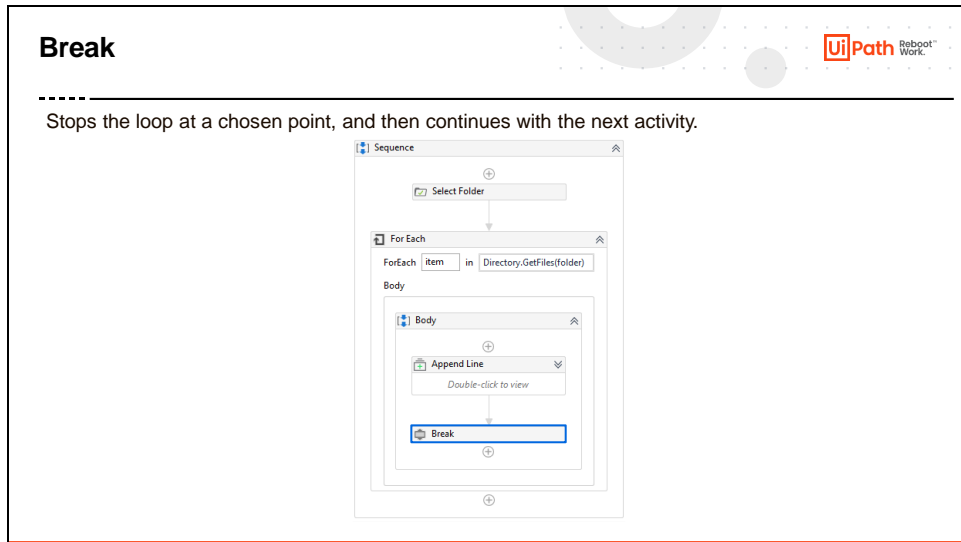 Break
UiPath Reboot™ Work.
Stops the loop at a chosen point, and then continues with the next activity.
Sequence
Select Folder
For Each
ForEach item in Directory.GetFiles(folder)
Body
Body
Append Line
Double-click to view
Break